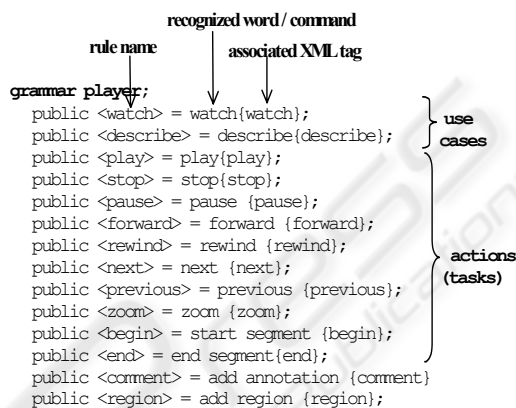 recognized word / command
rule name
associated XML tag
grammar player;
public <watch> = watch{watch};
public <describe> = describe{describe};
use
cases
public <play> = play{play};
public <stop> = stop{stop};
public <pause> = pause {pause};
public <forward> = forward {forward};
public <rewind> = rewind {rewind};
public <next> = next {next};
public <previous> = previous {previous};
public <zoom> = zoom {zoom};
public <begin> = start segment {begin};
public <end> = end segment{end};
actions
(tasks)
public <comment> = add annotation {comment}
public <region> = add region {region};